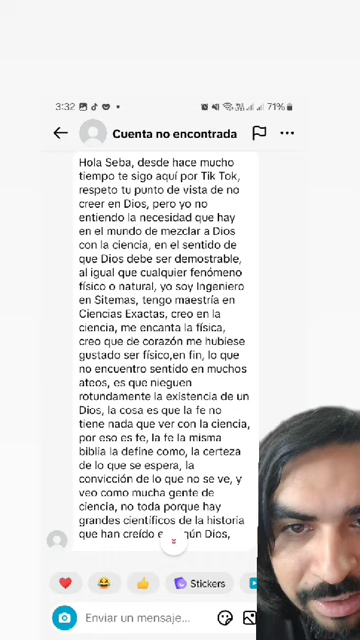 3:32
71%
Cuenta no encontrada
Hola Seba, desde hace mucho
tiempo te sigo aquí por Tik Tok,
respeto tu punto de vista de no
creer en Dios, pero yo no
entiendo la necesidad que hay
en el mundo de mezclar a Dios
con la ciencia, en el sentido de
que Dios debe ser demostrable,
al igual que cualquier fenómeno
físico o natural, yo soy Ingeniero
en Sitemas, tengo maestría en
Ciencias Exactas, creo en la
ciencia, me encanta la física,
creo que de corazón me hubiese
gustado ser físico,en fin, lo que
no encuentro sentido en muchos
ateos, es que nieguen
rotundamente la existencia de un
Dios, la cosa es que la fe no
tiene nada que ver con la ciencia,
por eso es fe, la fe la misma
biblia la define como, la certeza
de lo que se espera, la
convicción de lo que no se ve, y
veo como mucha gente de
ciencia, no toda porque hay
grandes científicos de la historia
que han creído e gún Dios,
Stickers
Enviar un mensaje...